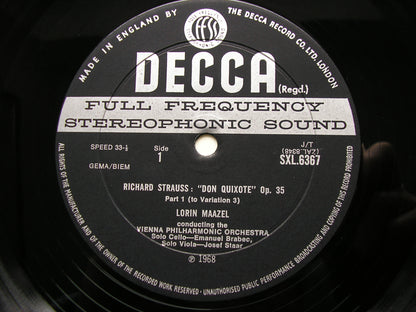 MADE IN ENGLAND BY
THE DECCA RECORD CO. LTD. LONDON
ffss
DECCA
(Regd.)
FULL FREQUENCY
STEREOPHONIC SOUND
SPEED 33-⅓
Side
1
J/T
(ZAL.8348)
SXL.6367
GEMA/BIEM
RICHARD STRAUSS: "DON QUIXOTE" Op. 35
Part 1 (to Variation 3)
LORIN MAAZEL
conducting the
VIENNA PHILHARMONIC ORCHESTRA
Solo Cello—Emanuel Brabec,
Solo Viola—Josef Staar
℗ 1968
ALL RIGHTS OF THE MANUFACTURER AND OF THE OWNER OF THE RECORDED WORK RESERVED · UNAUTHORISED PUBLIC PERFORMANCE BROADCASTING AND COPYING OF THIS RECORD PROHIBITED